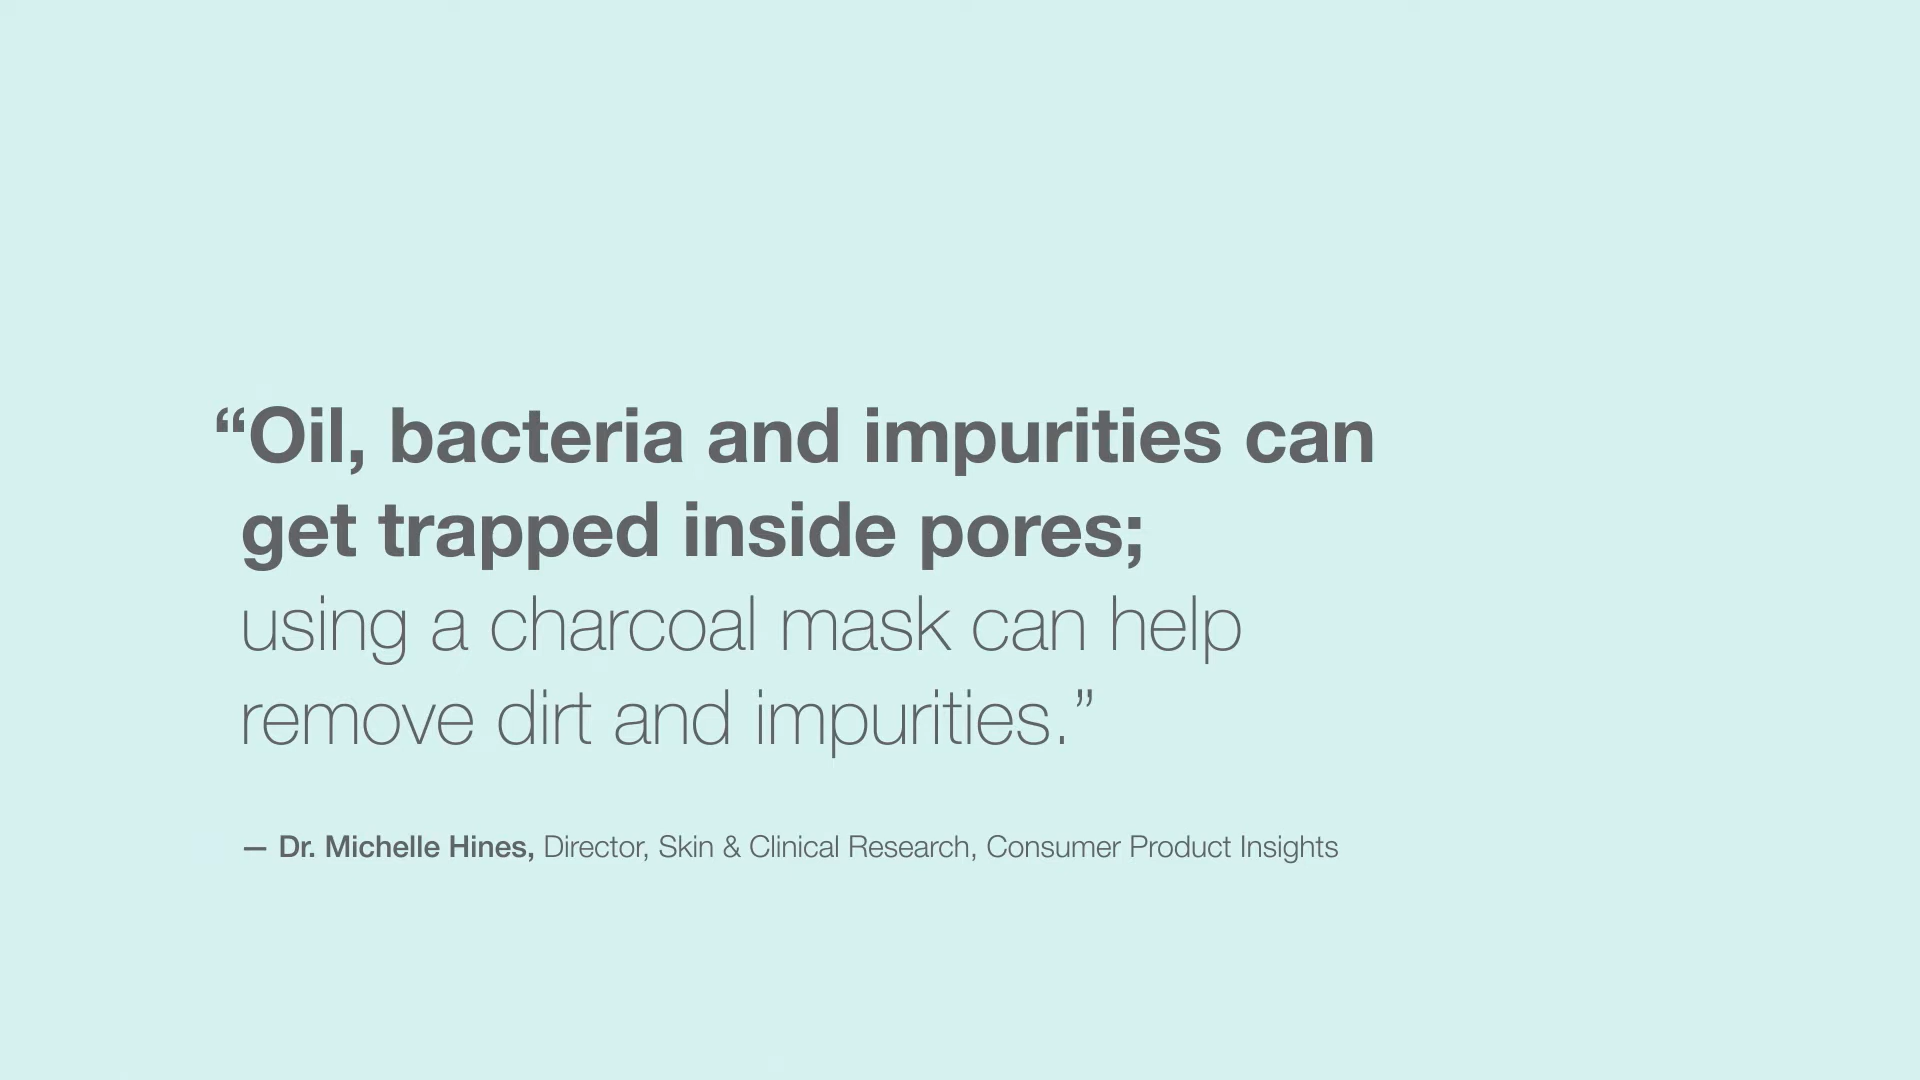 “Oil, bacteria and impurities can
get trapped inside pores;
using a charcoal mask can help
remove dirt and impurities.”
— Dr. Michelle Hines, Director, Skin & Clinical Research, Consumer Product Insights